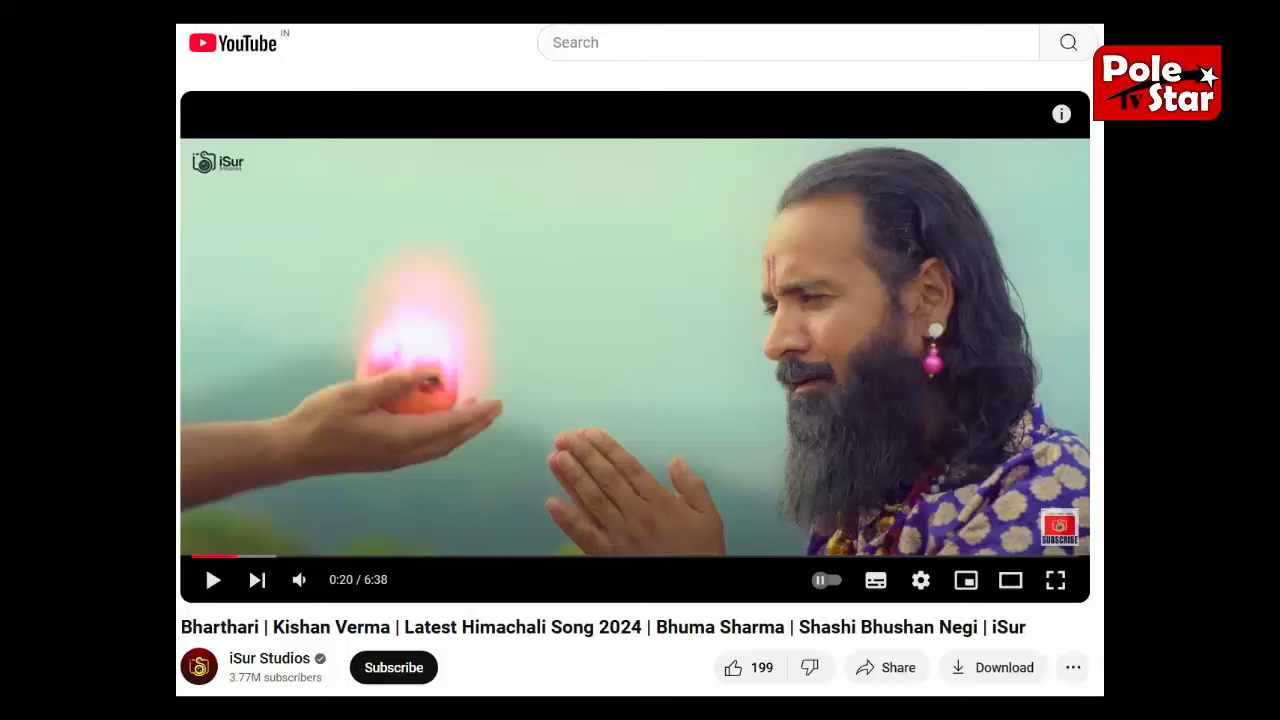 YouTube IN
Search
Pole
TV Star
iSur
STUDIOS
SUBSCRIBE
0:20 / 6:38
Bharthari | Kishan Verma | Latest Himachali Song 2024 | Bhuma Sharma | Shashi Bhushan Negi | iSur
iSur Studios
3.77M subscribers
Subscribe
199
Share
Download